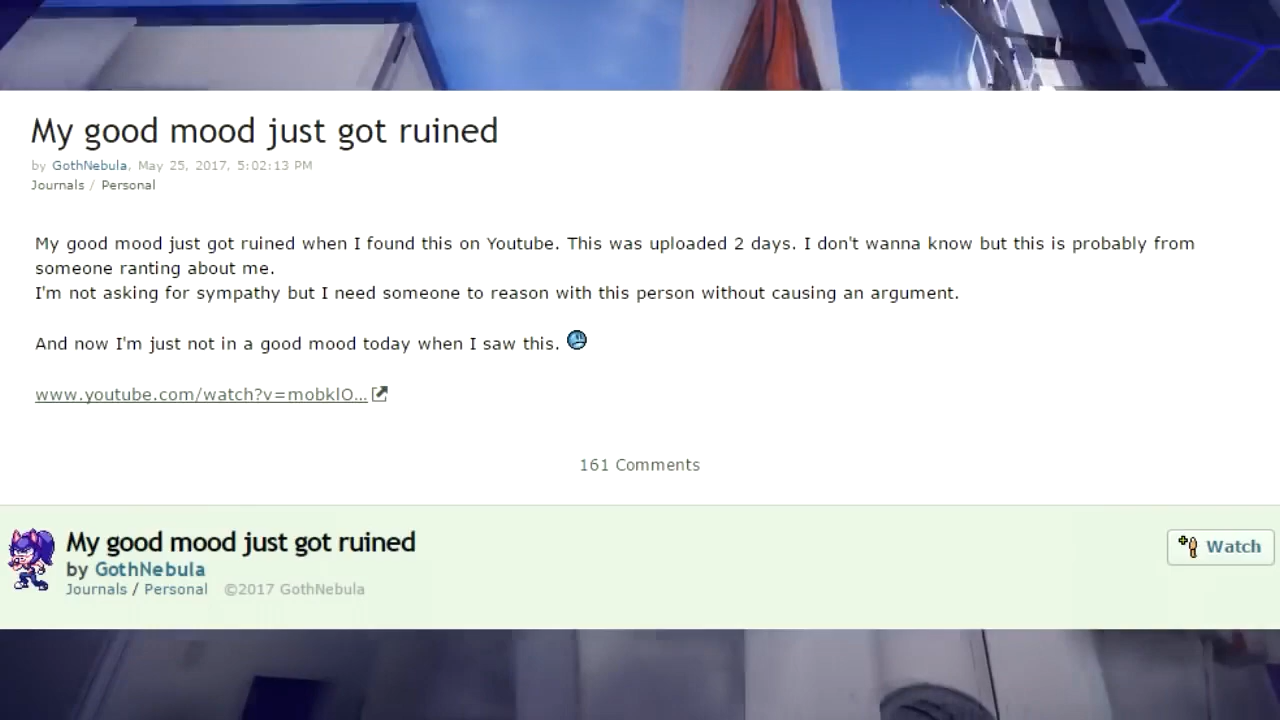 My good mood just got ruined
by GothNebula, May 25, 2017, 5:02:13 PM
Journals / Personal
My good mood just got ruined when I found this on Youtube. This was uploaded 2 days. I don't wanna know but this is probably from
someone ranting about me.
I'm not asking for sympathy but I need someone to reason with this person without causing an argument.
And now I'm just not in a good mood today when I saw this.
www.youtube.com/watch?v=mobklO...
161 Comments
My good mood just got ruined
by GothNebula
Journals / Personal ©2017 GothNebula
Watch